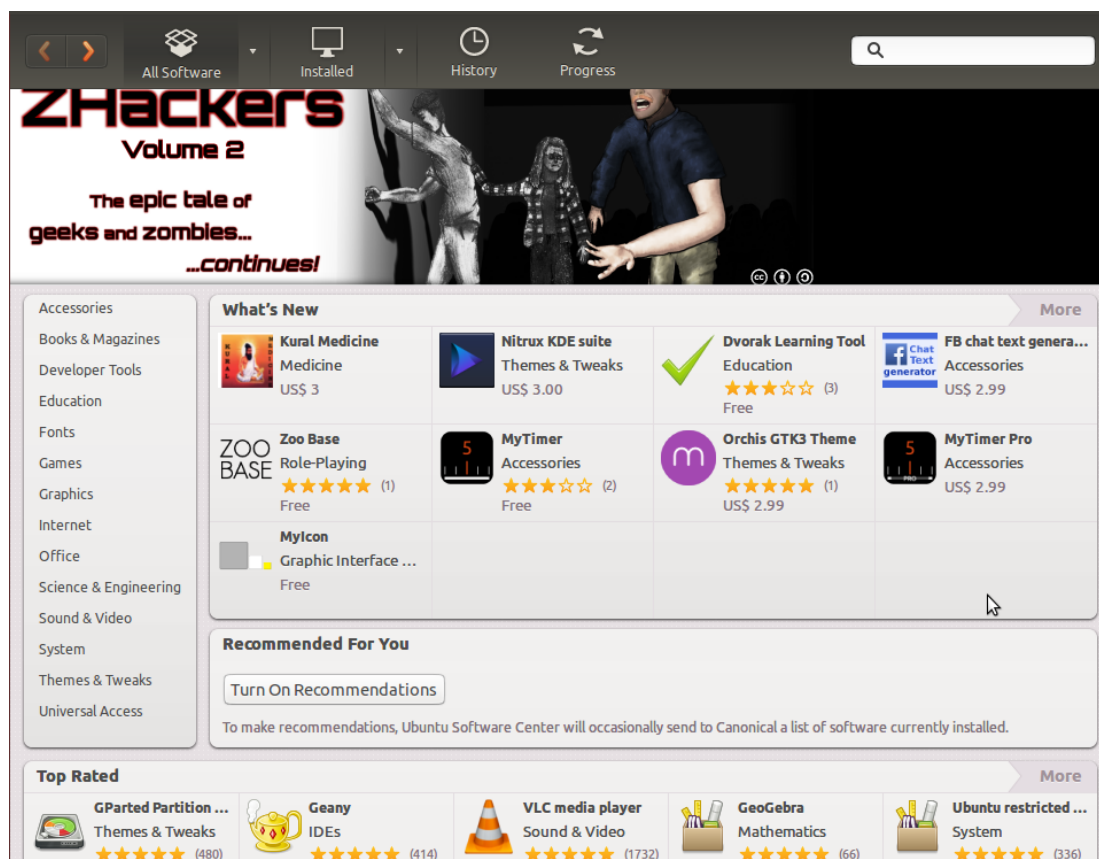 All Software
Installed
History
Progress
ZHackers
Volume 2
The epic tale of
geeks and zombies...
...continues!
cc
Accessories
Books & Magazines
Developer Tools
Education
Fonts
Games
Graphics
Internet
Office
Science & Engineering
Sound & Video
System
Themes & Tweaks
Universal Access
What's New
More
KURAL
MEDICINE
Kural Medicine
Medicine
US$ 3
Nitrux KDE suite
Themes & Tweaks
US$ 3.00
Dvorak Learning Tool
Education
(3)
Free
f Chat
Text
generator
FB chat text genera...
Accessories
US$ 2.99
ZOO
BASE
Zoo Base
Role-Playing
(1)
Free
5
MyTimer
Accessories
(2)
Free
m
Orchis GTK3 Theme
Themes & Tweaks
(1)
US$ 2.99
5
PRO
MyTimer Pro
Accessories
US$ 2.99
MyIcon
Graphic Interface ...
Free
Recommended For You
Turn On Recommendations
To make recommendations, Ubuntu Software Center will occasionally send to Canonical a list of software currently installed.
Top Rated
More
GParted Partition ...
Themes & Tweaks
(480)
Geany
IDEs
(414)
VLC media player
Sound & Video
(1732)
GeoGebra
Mathematics
(66)
Ubuntu restricted ...
System
(336)